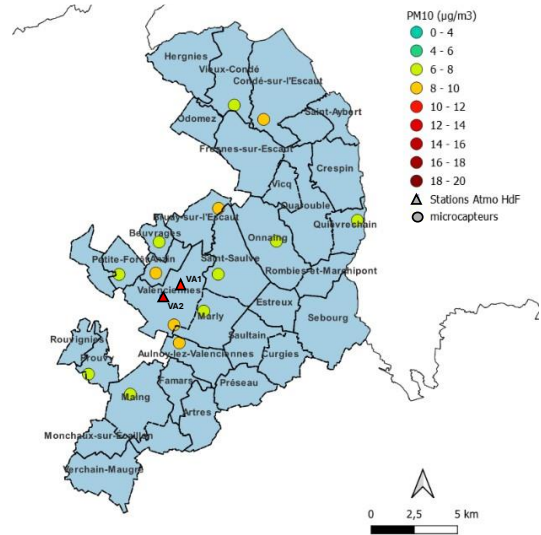 PM10 (µg/m3)
0 - 4
4 - 6
6 - 8
8 - 10
10 - 12
12 - 14
14 - 16
16 - 18
18 - 20
Stations Atmo HdF
microcapteurs
Hergnies
Vieux-Condé
Condé-sur-l'Escaut
Odomez
Saint-Aybert
Fresnes-sur-Escaut
Crespin
Vicq
Quarouble
Bruay-sur-l'Escaut
Quiévrechain
Beuvrages
Onnaing
Petite-Forêt
Anzin
Saint-Saulve
Rombies-et-Marchipont
VA1
Valenciennes
VA2
Estreux
Marly
Sebourg
Rouvignies
Saultain
Prouvy
Aulnoy-lez-Valenciennes
Curgies
Famars
Préseau
Maing
Artres
Monchaux-sur-Écaillon
Verchain-Maugré
0
2,5
5 km